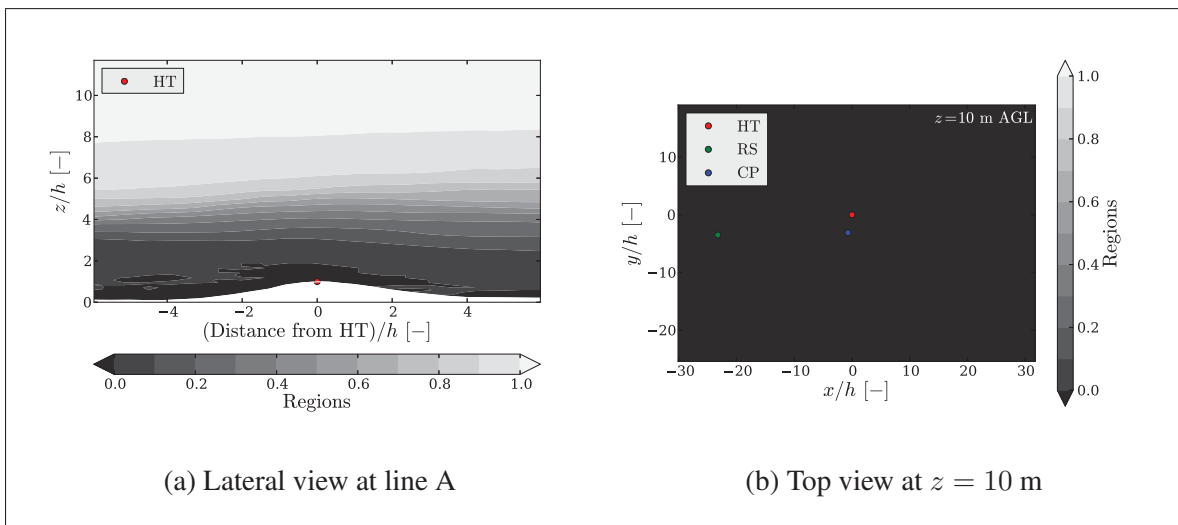 HT
10
8
6
4
2
0
z/h [−]
−4
−2
0
2
4
(Distance from HT)/h [−]
0.0
0.2
0.4
0.6
0.8
1.0
Regions
(a) Lateral view at line A
z=10 m AGL
HT
RS
CP
10
0
−10
−20
y/h [−]
−30
−20
−10
0
10
20
30
x/h [−]
1.0
0.8
0.6
0.4
0.2
0.0
Regions
(b) Top view at z = 10 m